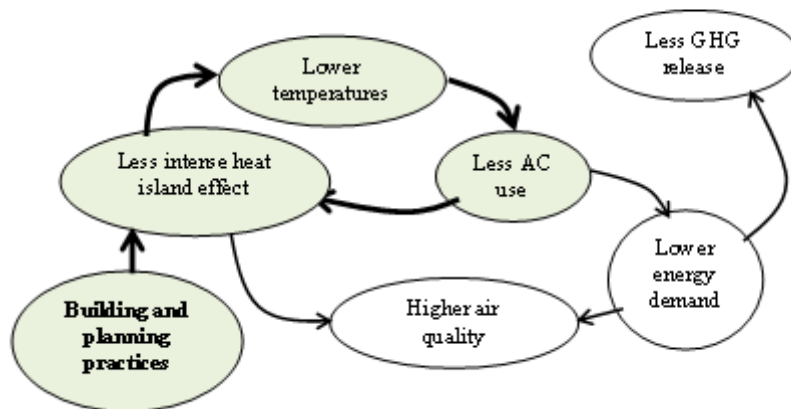 Lower
temperatures
Less GHG
release
Less intense heat
island effect
Less AC
use
Lower
energy
demand
Building and
planning
practices
Higher air
quality